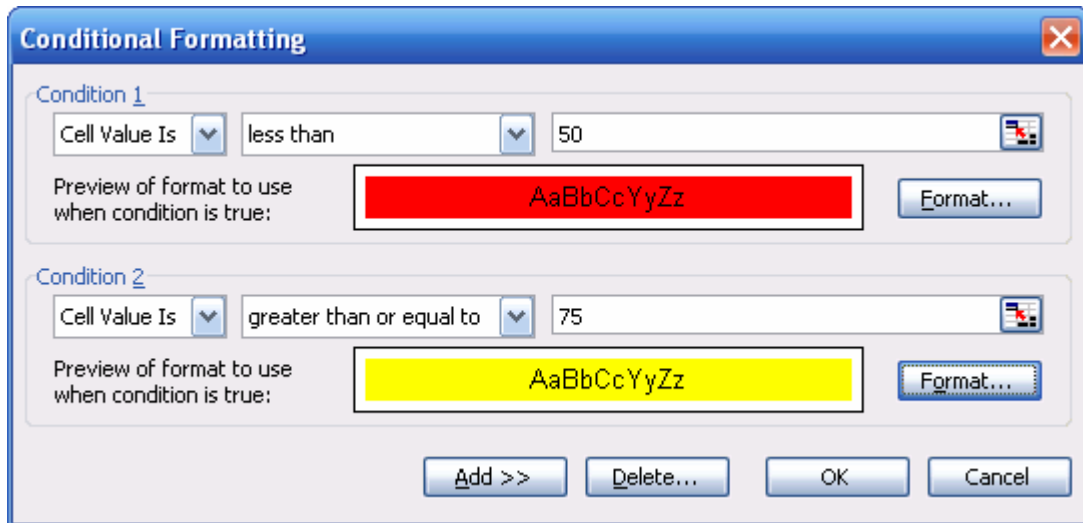 Conditional Formatting
Condition 1
Cell Value Is less than 50
Preview of format to use
when condition is true:
AaBbCcYyZz
Format...
Condition 2
Cell Value Is greater than or equal to 75
Preview of format to use
when condition is true:
AaBbCcYyZz
Format...
Add >> Delete... OK Cancel